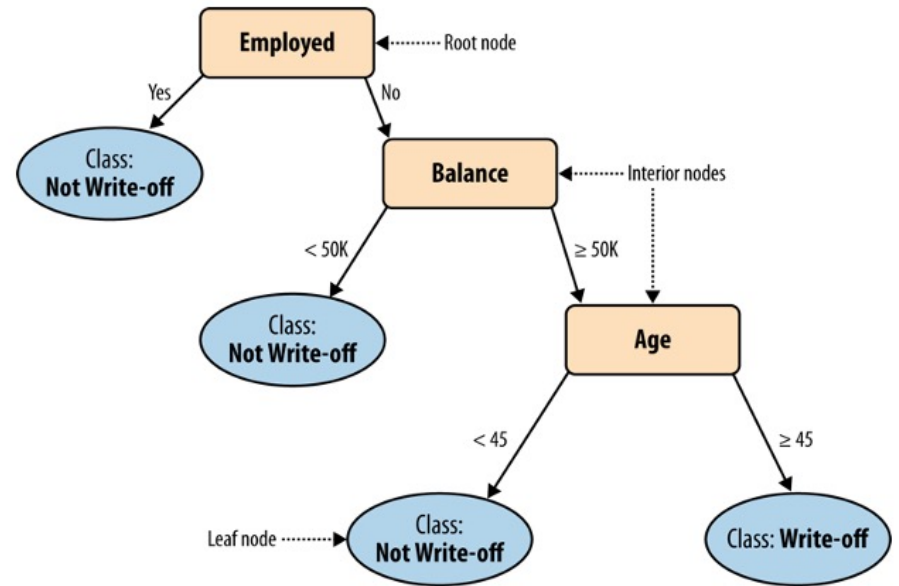 Employed
Root node
Yes
No
Class:
Not Write-off
Balance
Interior nodes
< 50K
≥ 50K
Class:
Not Write-off
Age
< 45
≥ 45
Leaf node
Class:
Not Write-off
Class: Write-off